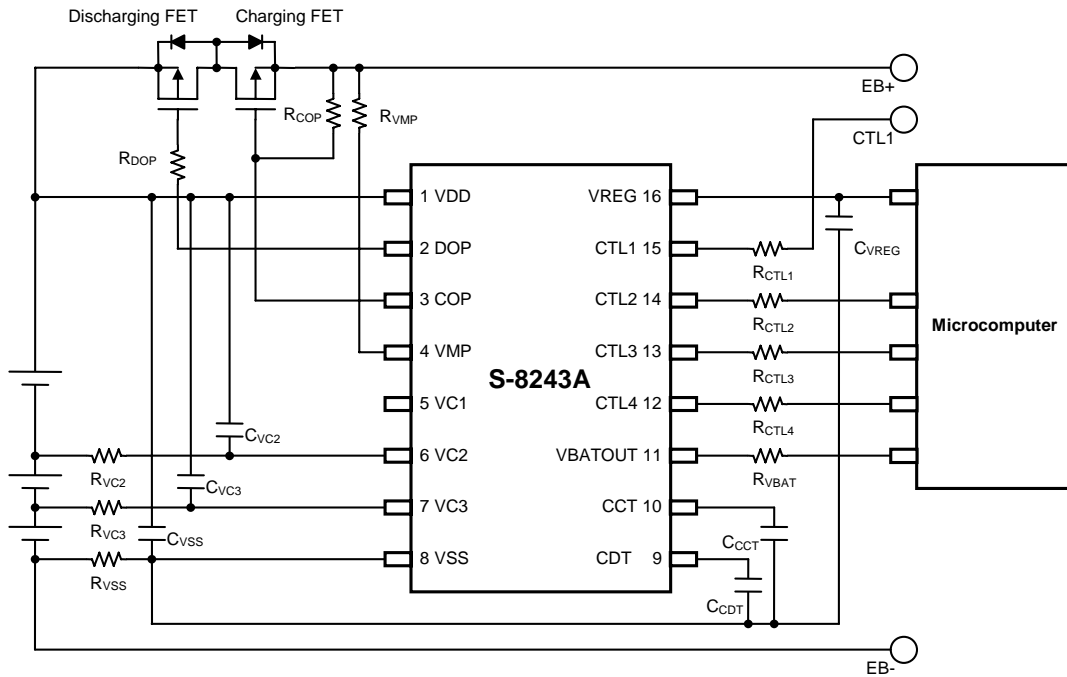 Discharging FET Charging FET
EB+
RCOP RVMP
CTL1
RDOP
1 VDD VREG 16
2 DOP CTL1 15
CVREG
RCTL1
3 COP CTL2 14
Microcomputer
RCTL2
4 VMP CTL3 13
S-8243A
RCTL3
5 VC1 CTL4 12
RCTL4
CVC2
6 VC2 VBATOUT 11
RVC2
RVBAT
CVC3
7 VC3 CCT 10
RVC3
CVSS
CCCT
8 VSS CDT 9
RVSS
CCDT
EB-